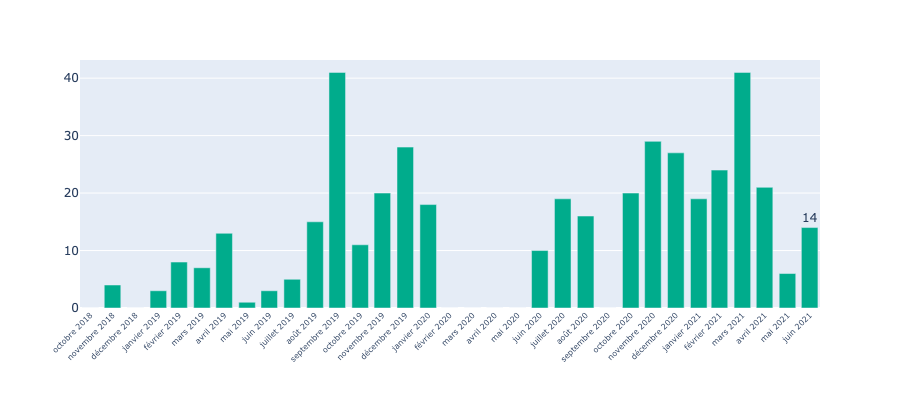 40
30
20
10
0
14
octobre 2018
novembre 2018
décembre 2018
janvier 2019
février 2019
mars 2019
avril 2019
mai 2019
juin 2019
juillet 2019
août 2019
septembre 2019
octobre 2019
novembre 2019
décembre 2019
janvier 2020
février 2020
mars 2020
avril 2020
mai 2020
juin 2020
juillet 2020
août 2020
septembre 2020
octobre 2020
novembre 2020
décembre 2020
janvier 2021
février 2021
mars 2021
avril 2021
mai 2021
juin 2021